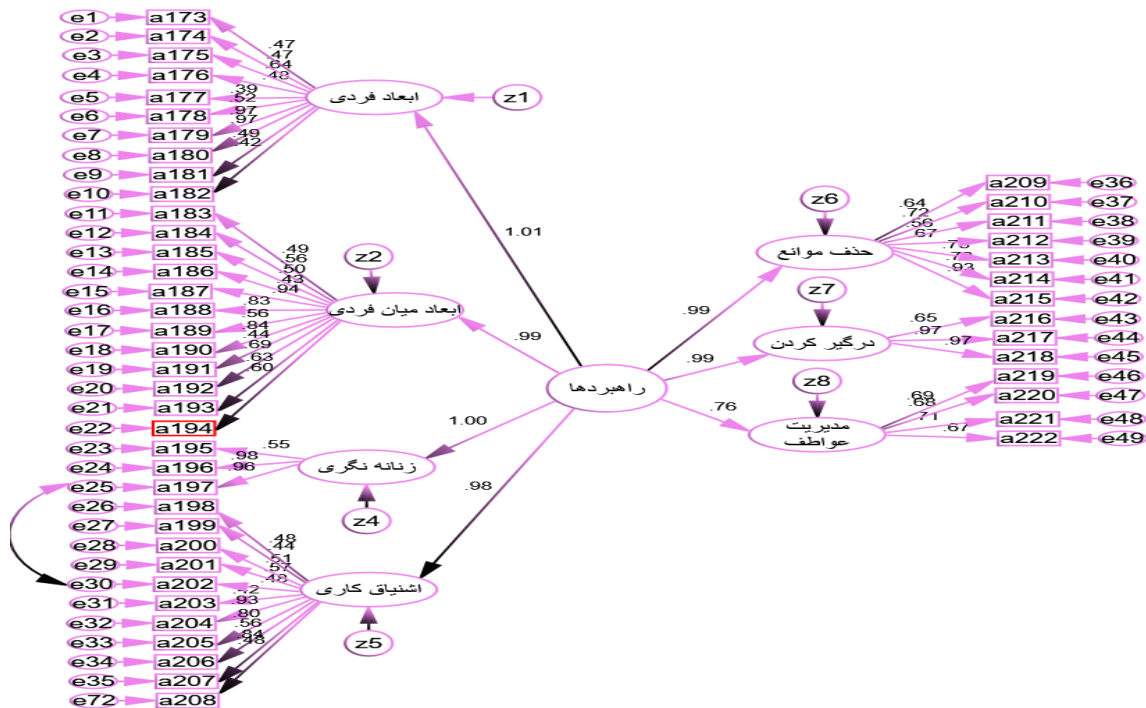 e1 a173
e2 a174
e3 a175
e4 a176
e5 a177
e6 a178
e7 a179
e8 a180
e9 a181
e10 a182
e11 a183
e12 a184
e13 a185
e14 a186
e15 a187
e16 a188
e17 a189
e18 a190
e19 a191
e20 a192
e21 a193
e22 a194
e23 a195
e24 a196
e25 a197
e26 a198
e27 a199
e28 a200
e29 a201
e30 a202
e31 a203
e32 a204
e33 a205
e34 a206
e35 a207
e72 a208
.47
.47
.64
.48
.39
.52
.97
.97
.49
.42
ابعاد فردی
z1
1.01
.49
.56
.50
.43
.94
.83
.56
.84
.44
.69
.63
.60
z2
ابعاد میان فردی
.99
راهبردها
1.00
.55
.98
.96
زنانه نگری
z4
.98
.48
.44
.51
.57
.48
.93
.80
.56
.84
.48
اشتیاق کاری
z5
z6
حذف موانع
.99
.64
.72
.56
.67
.93
a209 e36
a210 e37
a211 e38
a212 e39
a213 e40
a214 e41
a215 e42
z7
درگیر کردن
.99
.65
.97
.97
a216 e43
a217 e44
a218 e45
z8
مدیریت
عواطف
.76
.69
.68
.71
.67
a219 e46
a220 e47
a221 e48
a222 e49